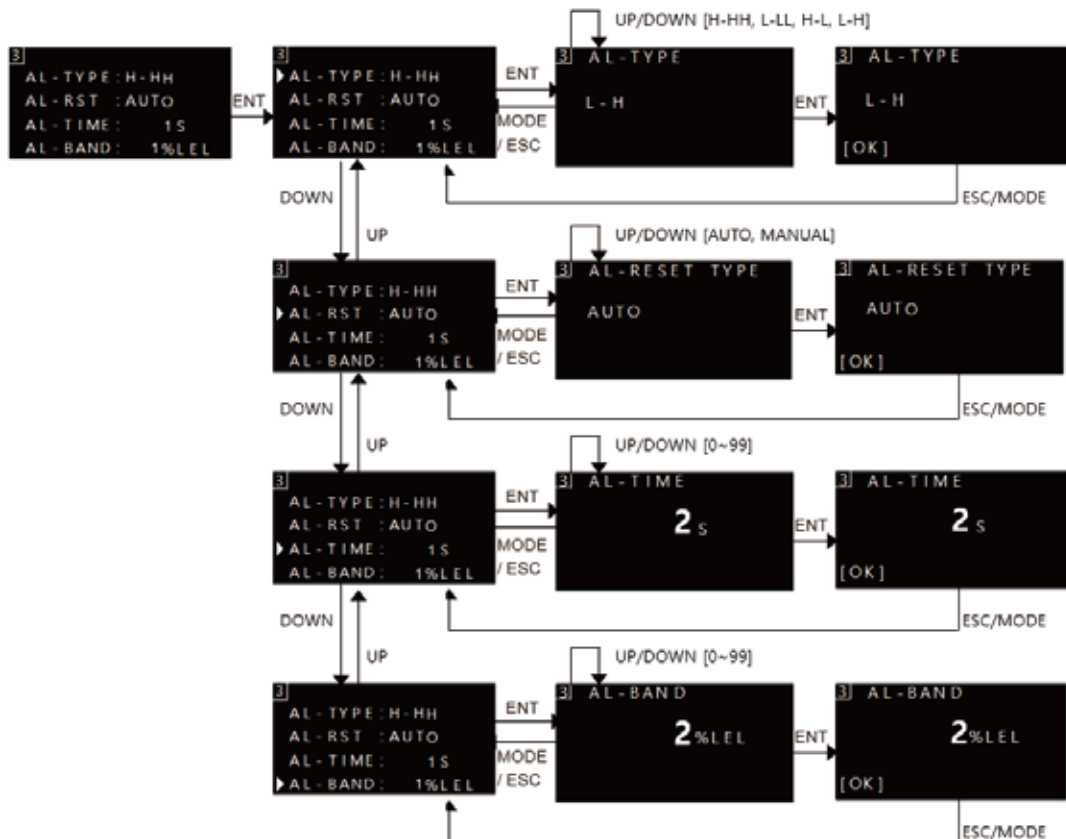 UP/DOWN [H-HH, L-LL, H-L, L-H]
3
AL-TYPE:H-HH
AL-RST :AUTO
AL-TIME: 1S
AL-BAND: 1%LEL
ENT
3
AL-TYPE:H-HH
AL-RST :AUTO
AL-TIME: 1S
AL-BAND: 1%LEL
ENT
MODE
/ ESC
3 AL-TYPE
L-H
ENT
3 AL-TYPE
L-H
[OK]
ESC/MODE
DOWN
UP
UP/DOWN [AUTO, MANUAL]
3
AL-TYPE:H-HH
AL-RST :AUTO
AL-TIME: 1S
AL-BAND: 1%LEL
ENT
MODE
/ ESC
3 AL-RESET TYPE
AUTO
ENT
3 AL-RESET TYPE
AUTO
[OK]
ESC/MODE
DOWN
UP
UP/DOWN [0~99]
3
AL-TYPE:H-HH
AL-RST :AUTO
AL-TIME: 1S
AL-BAND: 1%LEL
ENT
MODE
/ ESC
3 AL-TIME
2 S
ENT
3 AL-TIME
2 S
[OK]
ESC/MODE
DOWN
UP
UP/DOWN [0~99]
3
AL-TYPE:H-HH
AL-RST :AUTO
AL-TIME: 1S
AL-BAND: 1%LEL
ENT
MODE
/ ESC
3 AL-BAND
2%LEL
ENT
3 AL-BAND
2%LEL
[OK]
ESC/MODE